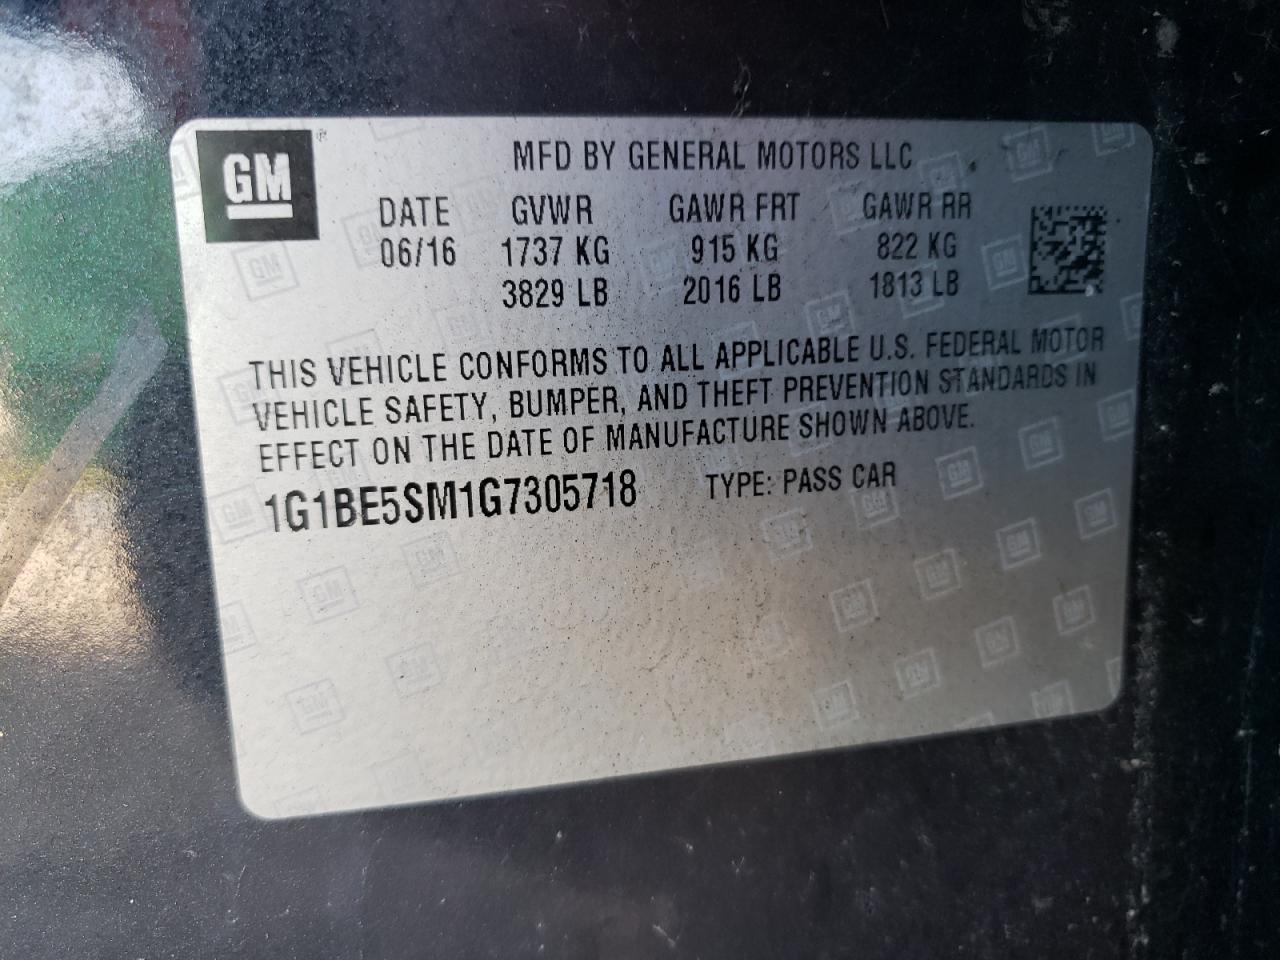 GM
MFD BY GENERAL MOTORS LLC
DATE GVWR GAWR FRT GAWR RR
06/16 1737 KG 915 KG 822 KG
3829 LB 2016 LB 1813 LB
THIS VEHICLE CONFORMS TO ALL APPLICABLE U.S. FEDERAL MOTOR
VEHICLE SAFETY, BUMPER, AND THEFT PREVENTION STANDARDS IN
EFFECT ON THE DATE OF MANUFACTURE SHOWN ABOVE.
1G1BE5SM1G7305718 TYPE: PASS CAR